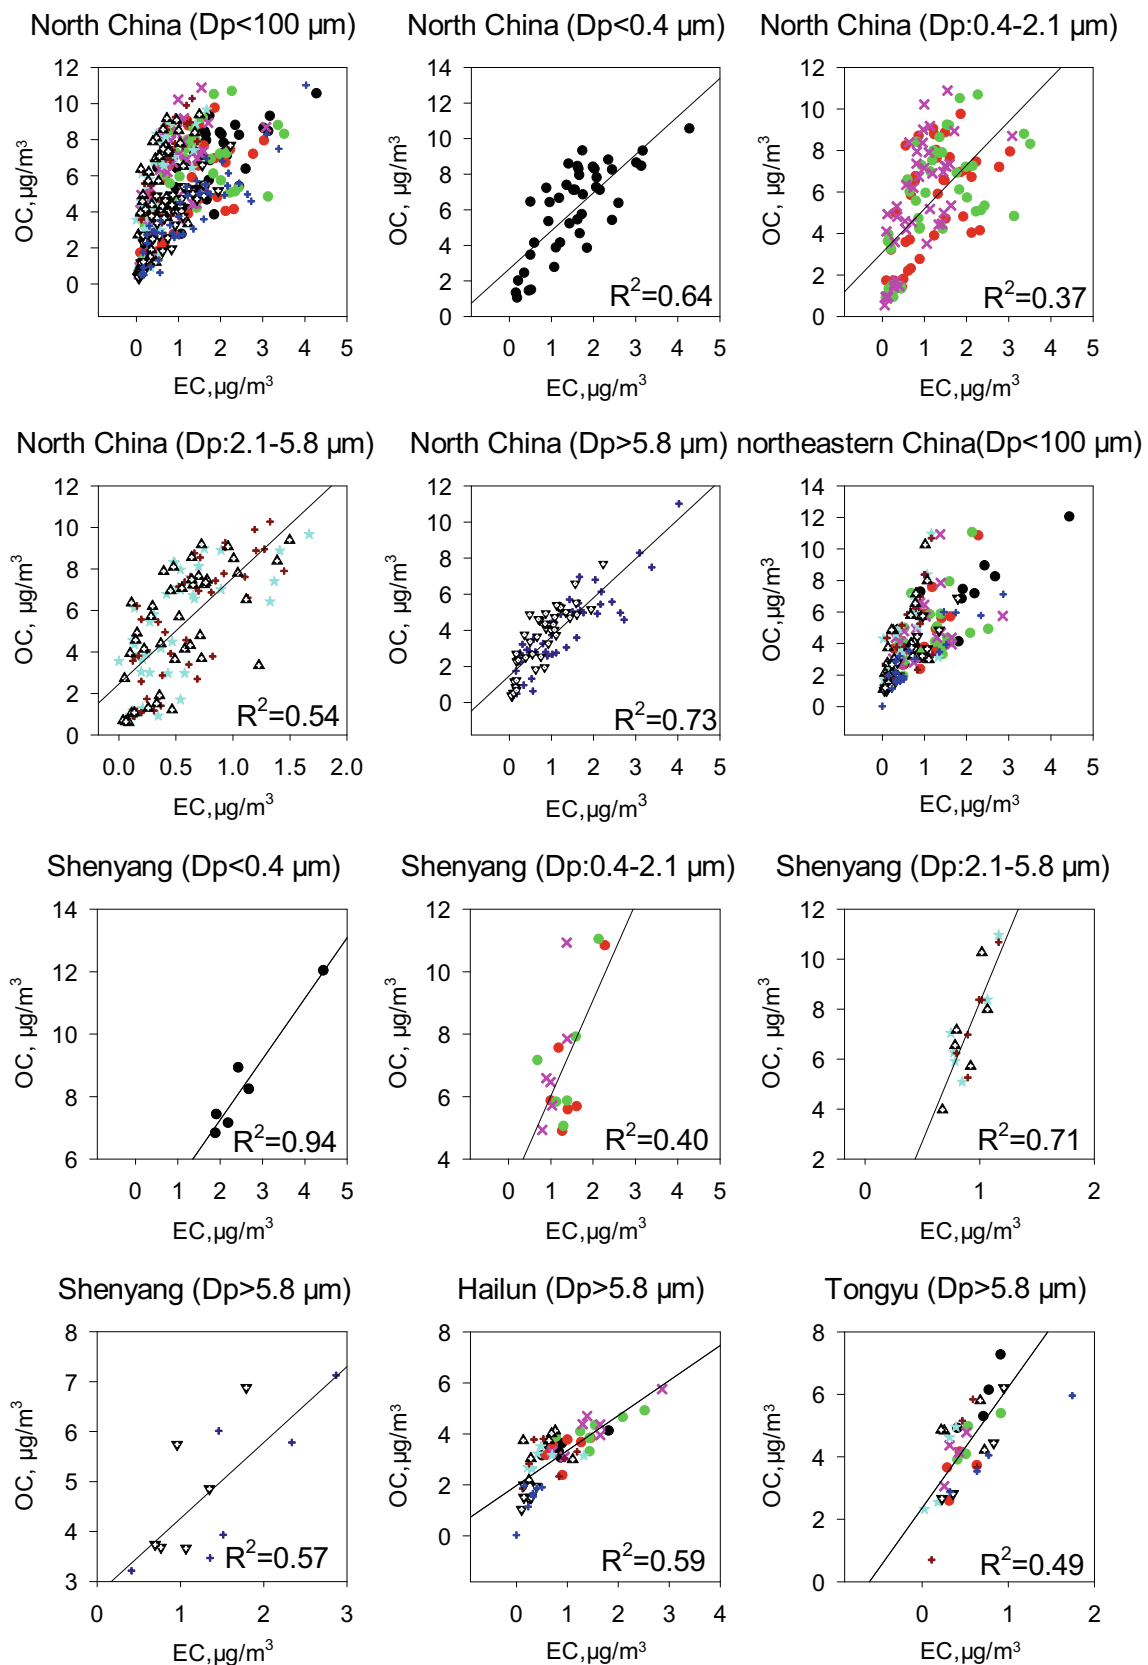 North China (Dp<100 µm)
North China (Dp<0.4 µm)
North China (Dp:0.4-2.1 µm)
OC, µg/m³
12
10
8
6
4
2
0
0 1 2 3 4 5
EC,µg/m³
OC, µg/m³
14
12
10
8
6
4
2
0
R²=0.64
0 1 2 3 4 5
EC,µg/m³
OC, µg/m³
12
10
8
6
4
2
0
R²=0.37
0 1 2 3 4 5
EC,µg/m³
North China (Dp:2.1-5.8 µm)
North China (Dp>5.8 µm)
northeastern China(Dp<100 µm)
OC, µg/m³
12
10
8
6
4
2
0
R²=0.54
0.0 0.5 1.0 1.5 2.0
EC,µg/m³
OC, µg/m³
12
10
8
6
4
2
0
R²=0.73
0 1 2 3 4 5
EC,µg/m³
OC, µg/m³
14
12
10
8
6
4
2
0
0 1 2 3 4 5
EC,µg/m³
Shenyang (Dp<0.4 µm)
Shenyang (Dp:0.4-2.1 µm)
Shenyang (Dp:2.1-5.8 µm)
OC, µg/m³
14
12
10
8
6
R²=0.94
0 1 2 3 4 5
EC,µg/m³
OC, µg/m³
12
10
8
6
4
R²=0.40
0 1 2 3 4 5
EC,µg/m³
OC, µg/m³
12
10
8
6
4
2
R²=0.71
0 1 2
EC,µg/m³
Shenyang (Dp>5.8 µm)
Hailun (Dp>5.8 µm)
Tongyu (Dp>5.8 µm)
OC, µg/m³
8
7
6
5
4
3
R²=0.57
0 1 2 3
EC,µg/m³
OC, µg/m³
8
6
4
2
0
R²=0.59
0 1 2 3 4
EC,µg/m³
OC, µg/m³
8
6
4
2
0
R²=0.49
0 1 2
EC,µg/m³